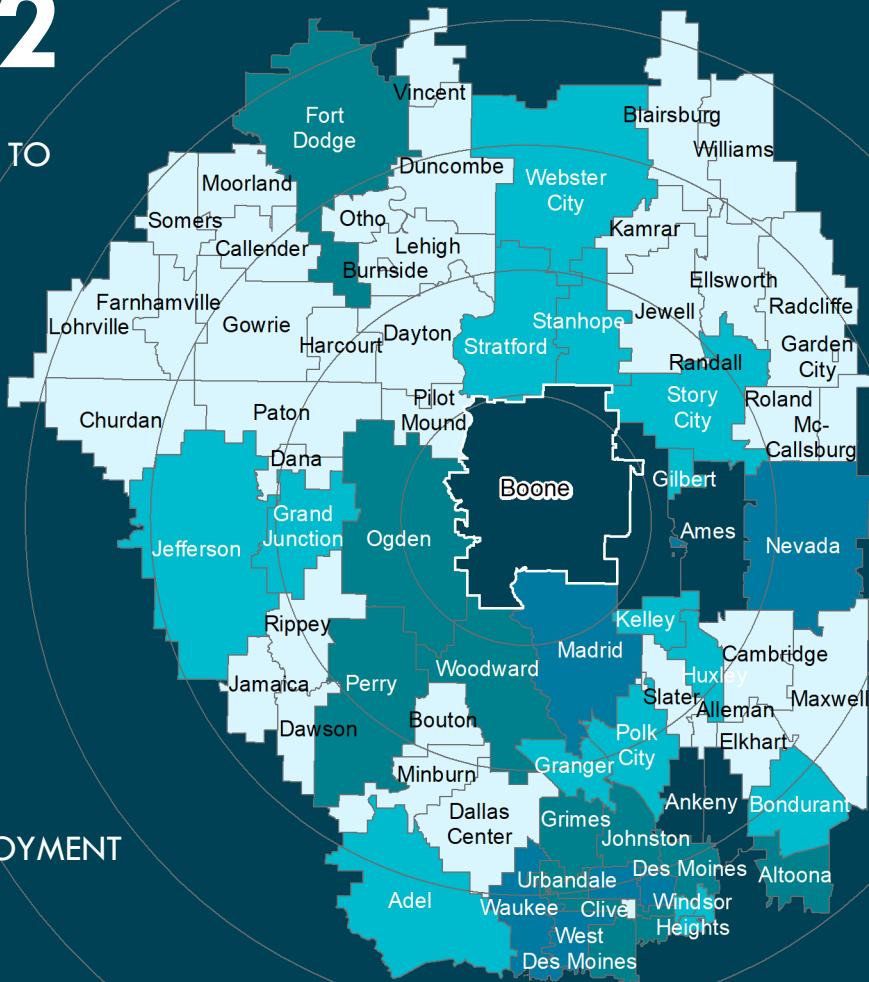 2
TO
Vincent
Fort
Dodge
Blairsburg
Williams
Duncombe
Webster
City
Moorland
Somers
Otho
Kamrar
Callender
Lehigh
Burnside
Ellsworth
Farnhamville
Radcliffe
Lohrville
Gowrie
Jewell
Stanhope
Harcourt
Dayton
Stratford
Garden
City
Randall
Story
City
Roland
Pilot
Mound
Churdan
Paton
Mc-
Callsburg
Dana
Gilbert
Boone
Grand
Junction
Jefferson
Ogden
Ames
Nevada
Rippey
Kelley
Madrid
Cambridge
Woodward
Huxley
Jamaica
Perry
Slater
Maxwell
Alleman
Bouton
Dawson
Polk
City
Elkhart
Granger
Minburn
Ankeny
Bondurant
Dallas
Center
Grimes
Johnston
OYMENT
Des Moines
Urbandale
Altoona
Adel
Waukee
Clive
Windsor
Heights
West
Des Moines